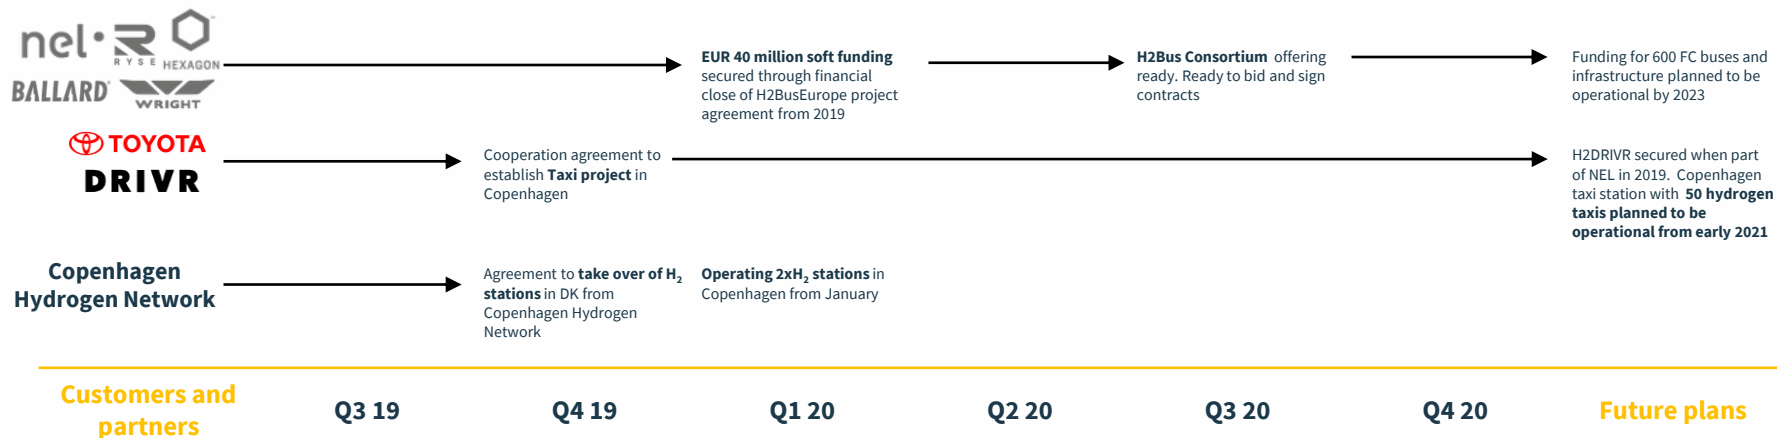 nel•
RYSE
HEXAGON
BALLARD
WRIGHT
EUR 40 million soft funding
secured through financial
close of H2BusEurope project
agreement from 2019
H2Bus Consortium offering
ready. Ready to bid and sign
contracts
Funding for 600 FC buses and
infrastructure planned to be
operational by 2023
TOYOTA
DRIVR
Cooperation agreement to
establish Taxi project in
Copenhagen
H2DRIVR secured when part
of NEL in 2019. Copenhagen
taxi station with 50 hydrogen
taxis planned to be
operational from early 2021
Copenhagen
Hydrogen Network
Agreement to take over of H₂
stations in DK from
Copenhagen Hydrogen
Network
Operating 2xH₂ stations in
Copenhagen from January
Customers and
partners
Q3 19
Q4 19
Q1 20
Q2 20
Q3 20
Q4 20
Future plans